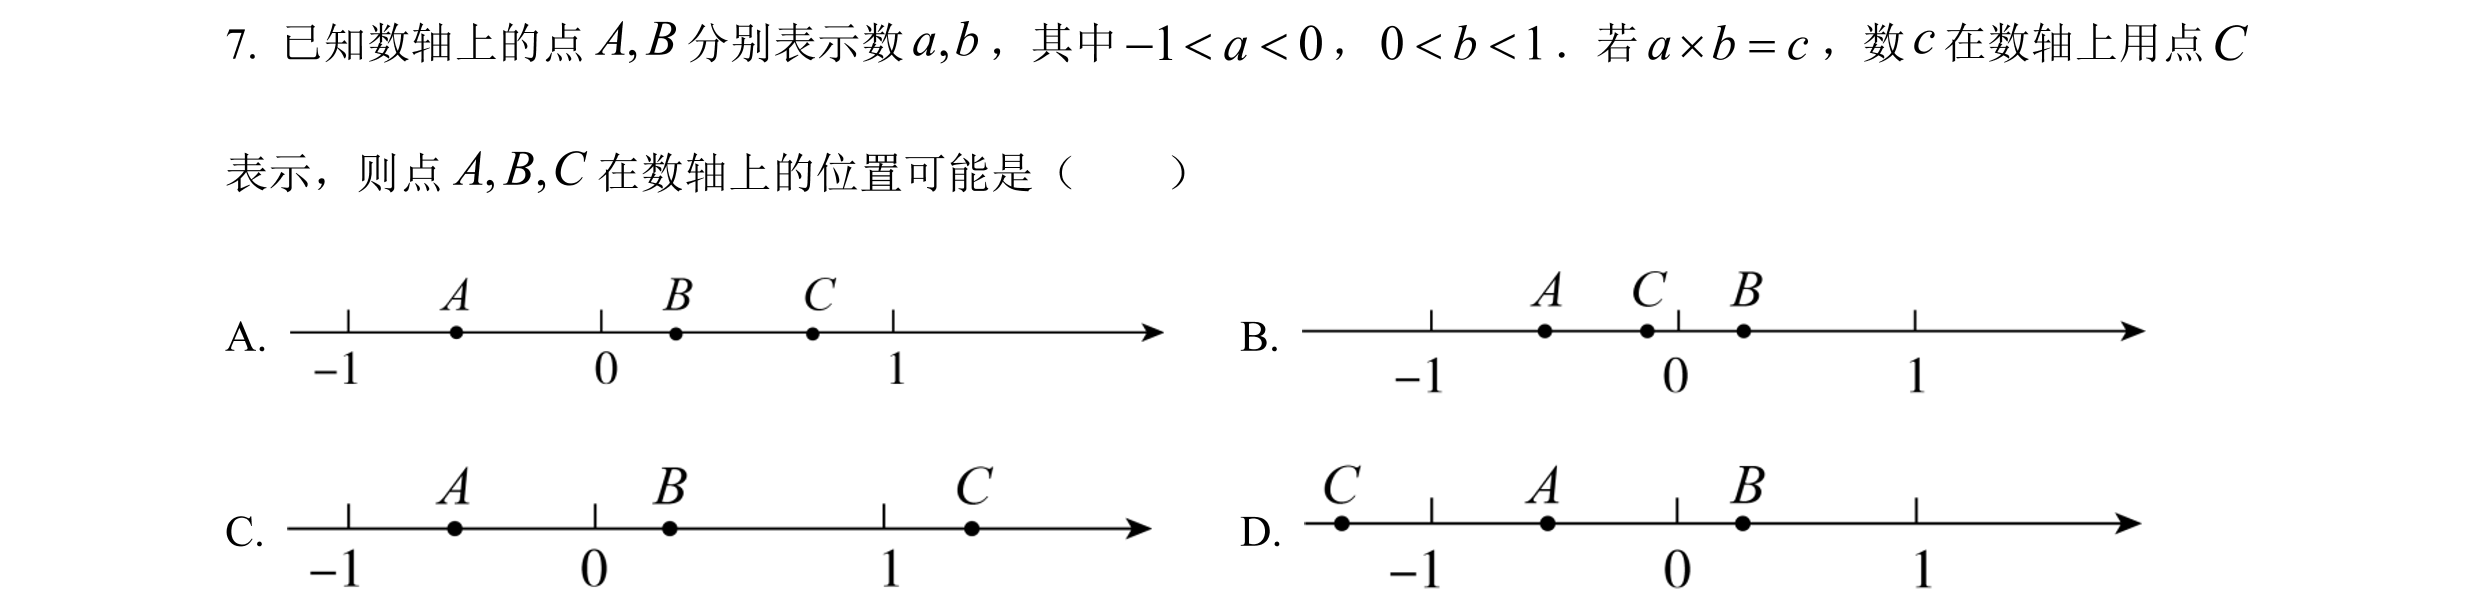 7. 已知数轴上的点 A,B 分别表示数 a,b，其中 −1<a<0，0<b<1．若 a×b=c，数 c 在数轴上用点 C
表示，则点 A,B,C 在数轴上的位置可能是（　　）
A. A B C
−1 0 1
B. A C B
−1 0 1
C. A B C
−1 0 1
D. C A B
−1 0 1